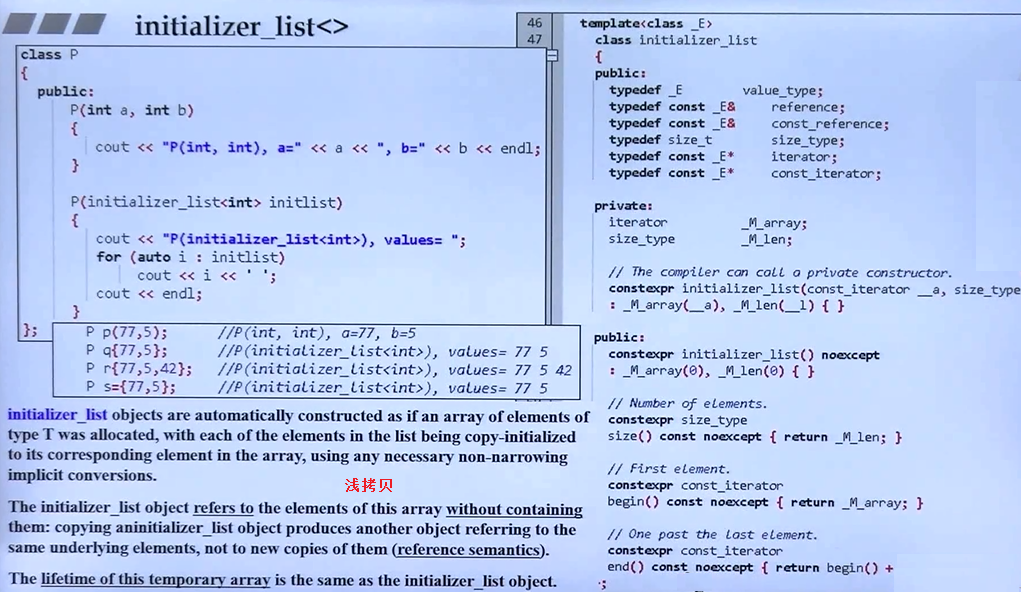 initializer_list<>
class P
{
public:
P(int a, int b)
{
cout << "P(int, int), a=" << a << ", b=" << b << endl;
}
P(initializer_list<int> initlist)
{
cout << "P(initializer_list<int>), values= ";
for (auto i : initlist)
cout << i << ' ';
cout << endl;
}
};
P p(77,5); //P(int, int), a=77, b=5
P q{77,5}; //P(initializer_list<int>), values= 77 5
P r{77,5,42}; //P(initializer_list<int>), values= 77 5 42
P s={77,5}; //P(initializer_list<int>), values= 77 5
initializer_list objects are automatically constructed as if an array of elements of
type T was allocated, with each of the elements in the list being copy-initialized
to its corresponding element in the array, using any necessary non-narrowing
implicit conversions.
浅拷贝
The initializer_list object refers to the elements of this array without containing
them: copying aninitializer_list object produces another object referring to the
same underlying elements, not to new copies of them (reference semantics).
The lifetime of this temporary array is the same as the initializer_list object.
46 template<class _E>
47 class initializer_list
{
public:
typedef _E value_type;
typedef const _E& reference;
typedef const _E& const_reference;
typedef size_t size_type;
typedef const _E* iterator;
typedef const _E* const_iterator;
private:
iterator _M_array;
size_type _M_len;
// The compiler can call a private constructor.
constexpr initializer_list(const_iterator __a, size_type
: _M_array(__a), _M_len(__l) { }
public:
constexpr initializer_list() noexcept
: _M_array(0), _M_len(0) { }
// Number of elements.
constexpr size_type
size() const noexcept { return _M_len; }
// First element.
constexpr const_iterator
begin() const noexcept { return _M_array; }
// One past the last element.
constexpr const_iterator
end() const noexcept { return begin() +
;